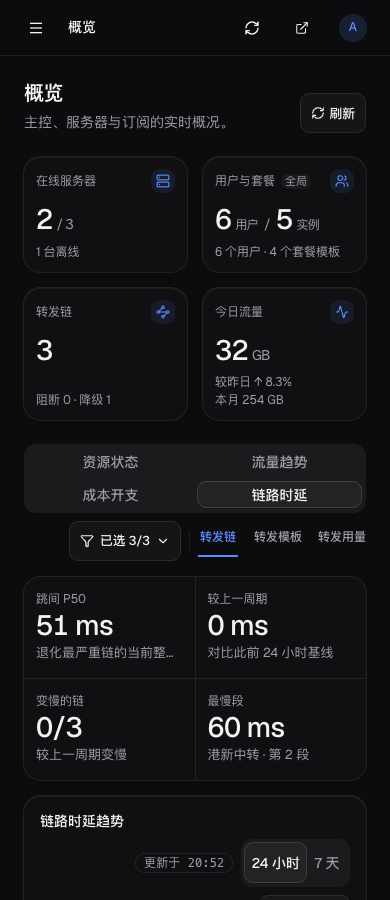 概览
A
概览
主控、服务器与订阅的实时概况。
刷新
在线服务器
2 / 3
1 台离线
用户与套餐 全局
6 用户 / 5 实例
6 个用户 · 4 个套餐模板
转发链
3
阻断 0 · 降级 1
今日流量
32 GB
较昨日 ↑ 8.3%
本月 254 GB
资源状态
流量趋势
成本开支
链路时延
已选 3/3
转发链
转发模板
转发用量
跳间 P50
51 ms
退化最严重链的当前整…
较上一周期
0 ms
对比此前 24 小时基线
变慢的链
0/3
较上一周期变慢
最慢段
60 ms
港新中转 · 第 2 段
链路时延趋势
更新于 20:52
24 小时
7 天